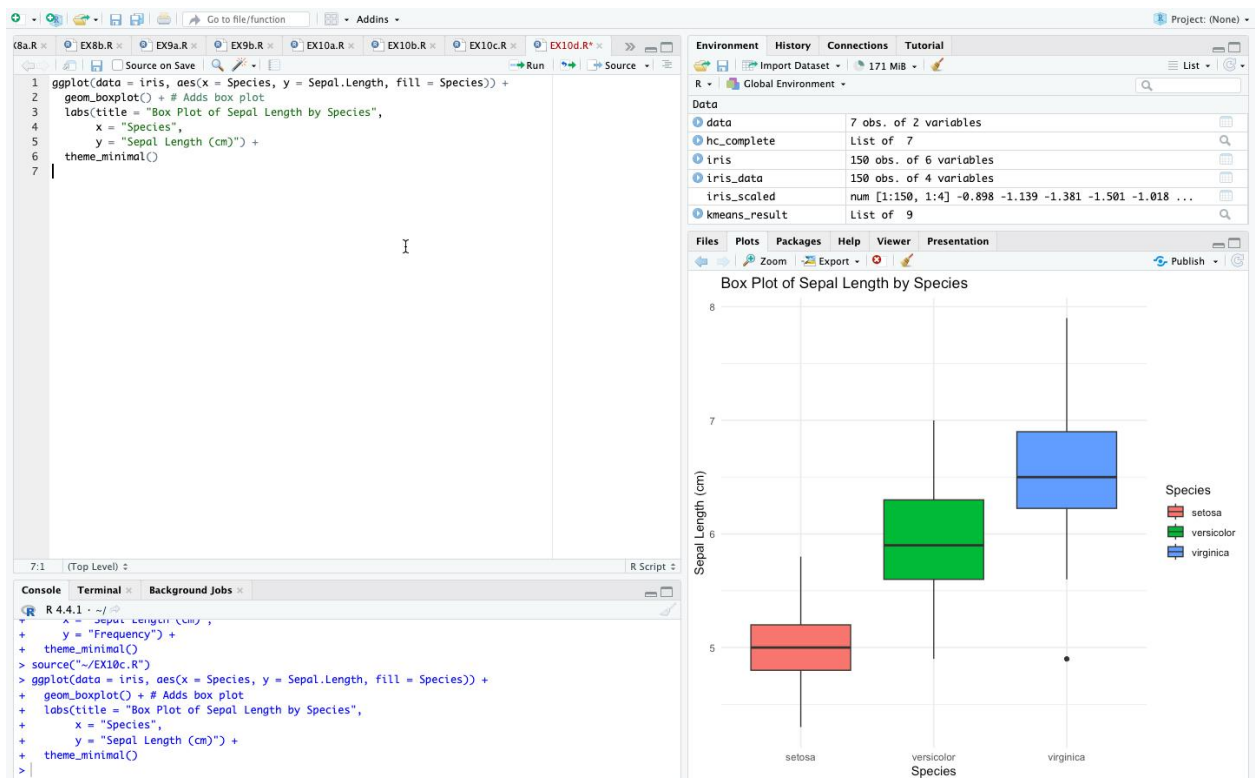 Go to file/function
Addins
Project: (None)
(8a.R
EX8b.R
EX9a.R
EX9b.R
EX10a.R
EX10b.R
EX10c.R
EX10d.R*
Source on Save
Run
Source
1 ggplot(data = iris, aes(x = Species, y = Sepal.Length, fill = Species)) +
2 geom_boxplot() + # Adds box plot
3 labs(title = "Box Plot of Sepal Length by Species",
4 x = "Species",
5 y = "Sepal Length (cm)") +
6 theme_minimal()
7
7:1 (Top Level)
R Script
Console Terminal Background Jobs
R 4.4.1 · ~/
+ x = "Sepal Length (cm)",
+ y = "Frequency") +
+ theme_minimal()
> source("~/EX10c.R")
> ggplot(data = iris, aes(x = Species, y = Sepal.Length, fill = Species)) +
+ geom_boxplot() + # Adds box plot
+ labs(title = "Box Plot of Sepal Length by Species",
+ x = "Species",
+ y = "Sepal Length (cm)") +
+ theme_minimal()
>
Environment History Connections Tutorial
Import Dataset 171 MiB List
R Global Environment
Data
data 7 obs. of 2 variables
hc_complete List of 7
iris 150 obs. of 6 variables
iris_data 150 obs. of 4 variables
iris_scaled num [1:150, 1:4] -0.898 -1.139 -1.381 -1.501 -1.018 ...
kmeans_result List of 9
Files Plots Packages Help Viewer Presentation
Zoom Export Publish
Box Plot of Sepal Length by Species
8
7
6
5
Sepal Length (cm)
setosa versicolor virginica
Species
Species
setosa
versicolor
virginica